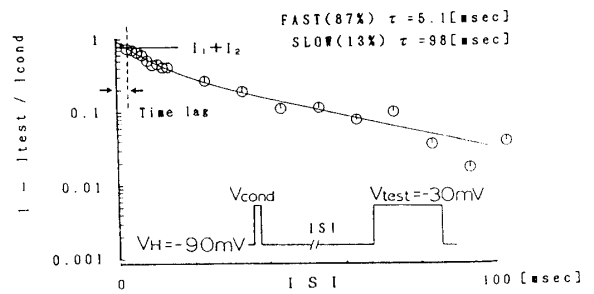 FAST(87%) τ=5.1[msec]
SLOW(13%) τ=98[msec]
1 - Itest / Icond
1
0.1
0.01
0.001
I₁+I₂
Time lag
Vcond
ISI
Vtest=-30mV
VH=-90mV
0
ISI
100 [msec]